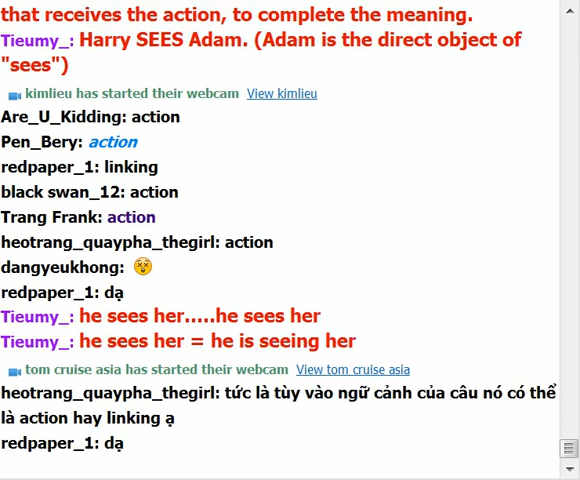 that receives the action, to complete the meaning.
Tieumy_: Harry SEES Adam. (Adam is the direct object of
"sees")
kimlieu has started their webcam View kimlieu
Are_U_Kidding: action
Pen_Bery: action
redpaper_1: linking
black swan_12: action
Trang Frank: action
heotrang_quaypha_thegirl: action
dangyeukhong:
redpaper_1: dạ
Tieumy_: he sees her.....he sees her
Tieumy_: he sees her = he is seeing her
tom cruise asia has started their webcam View tom cruise asia
heotrang_quaypha_thegirl: tức là tùy vào ngữ cảnh của câu nó có thể
là action hay linking ạ
redpaper_1: dạ